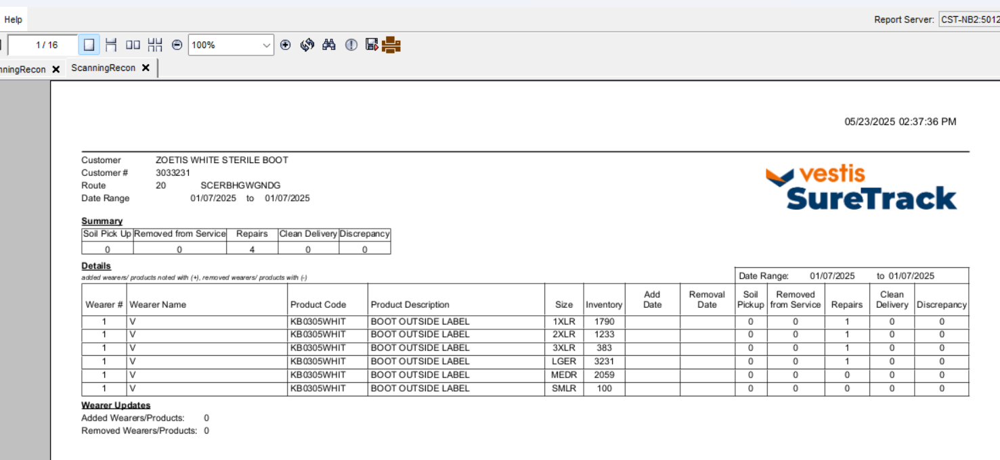 Help
Report Server: CST-NB2:5012
1 / 16
100%
nningRecon
ScanningRecon
05/23/2025 02:37:36 PM
Customer ZOETIS WHITE STERILE BOOT
Customer # 3033231
Route 20 SCERBHGWGNDG
Date Range 01/07/2025 to 01/07/2025
vestis
SureTrack
Summary
Soil Pick Up Removed from Service Repairs Clean Delivery Discrepancy
0 0 4 0 0
Details
added wearers/ products noted with (+), removed wearers/ products with (-)
Date Range: 01/07/2025 to 01/07/2025
Wearer # Wearer Name Product Code Product Description Size Inventory Add Date Removal Date Soil Pickup Removed from Service Repairs Clean Delivery Discrepancy
1 V KB0305WHIT BOOT OUTSIDE LABEL 1XLR 1790 0 0 1 0 0
1 V KB0305WHIT BOOT OUTSIDE LABEL 2XLR 1233 0 0 1 0 0
1 V KB0305WHIT BOOT OUTSIDE LABEL 3XLR 383 0 0 1 0 0
1 V KB0305WHIT BOOT OUTSIDE LABEL LGER 3231 0 0 1 0 0
1 V KB0305WHIT BOOT OUTSIDE LABEL MEDR 2059 0 0 0 0 0
1 V KB0305WHIT BOOT OUTSIDE LABEL SMLR 100 0 0 0 0 0
Wearer Updates
Added Wearers/Products: 0
Removed Wearers/Products: 0